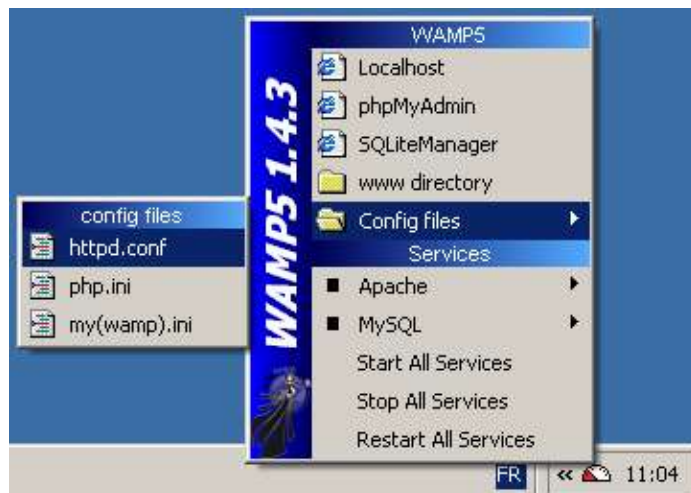 WAMP5
Localhost
phpMyAdmin
SQLiteManager
www directory
Config files
Services
Apache
MySQL
Start All Services
Stop All Services
Restart All Services
WAMP5 1.4.3
config files
httpd.conf
php.ini
my(wamp).ini
FR « 11:04